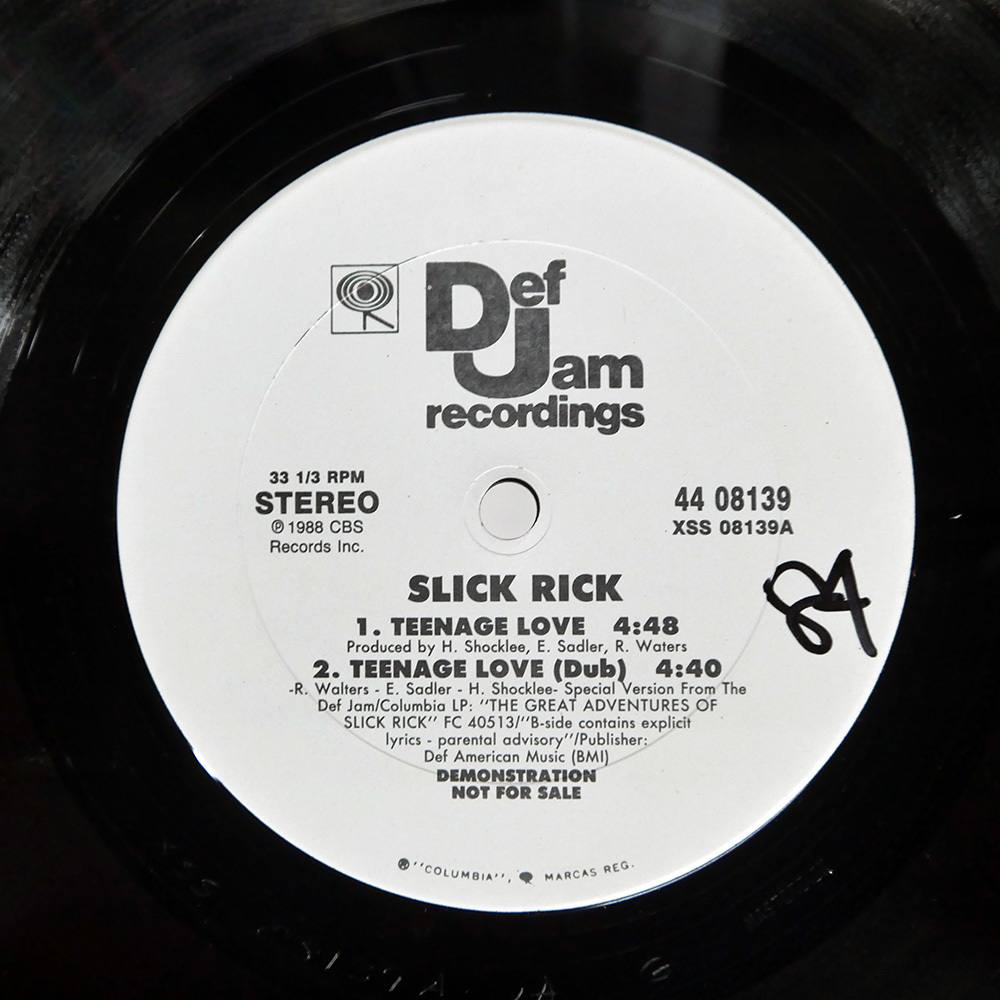 Def
Jam
recordings
33 1/3 RPM
STEREO
℗ 1988 CBS
Records Inc.
44 08139
XSS 08139A
84
SLICK RICK
1. TEENAGE LOVE 4:48
Produced by H. Shocklee, E. Sadler, R. Waters
2. TEENAGE LOVE (Dub) 4:40
-R. Walters - E. Sadler - H. Shocklee- Special Version From The
Def Jam/Columbia LP: "THE GREAT ADVENTURES OF
SLICK RICK" FC 40513/"B-side contains explicit
lyrics - parental advisory"/Publisher:
Def American Music (BMI)
DEMONSTRATION
NOT FOR SALE
® "COLUMBIA", MARCAS REG.